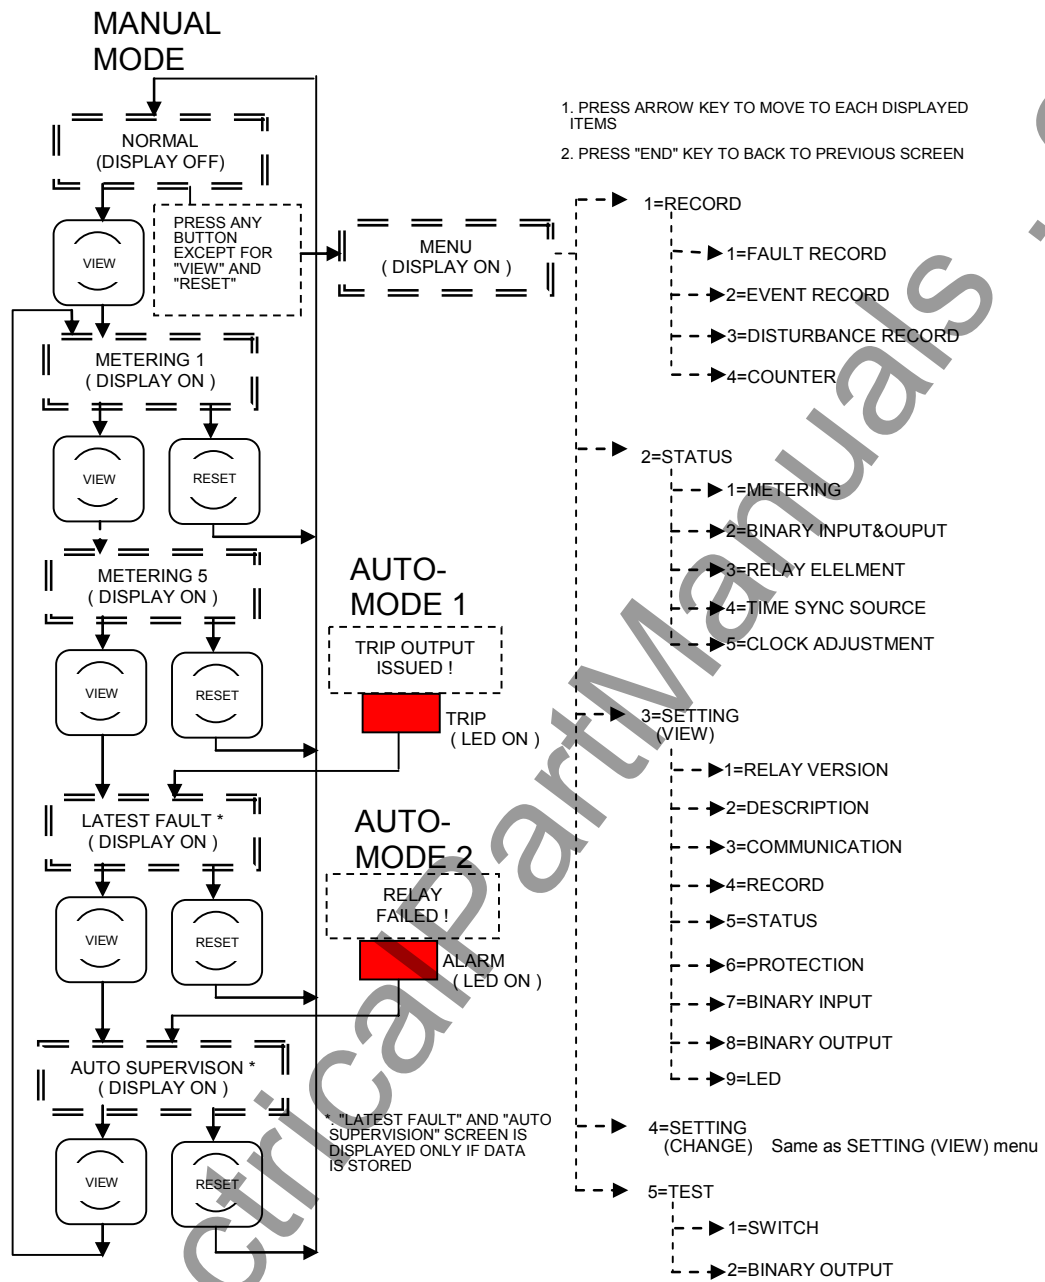 MANUAL
MODE
NORMAL
(DISPLAY OFF)
VIEW
PRESS ANY
BUTTON
EXCEPT FOR
"VIEW" AND
"RESET"
METERING 1
( DISPLAY ON )
VIEW
RESET
METERING 5
( DISPLAY ON )
VIEW
RESET
LATEST FAULT *
( DISPLAY ON )
VIEW
RESET
AUTO SUPERVISON *
( DISPLAY ON )
VIEW
RESET
AUTO-
MODE 1
TRIP OUTPUT
ISSUED !
TRIP
( LED ON )
AUTO-
MODE 2
RELAY
FAILED !
ALARM
( LED ON )
*. "LATEST FAULT" AND "AUTO
SUPERVISION" SCREEN IS
DISPLAYED ONLY IF DATA
IS STORED
MENU
( DISPLAY ON )
1. PRESS ARROW KEY TO MOVE TO EACH DISPLAYED
ITEMS
2. PRESS "END" KEY TO BACK TO PREVIOUS SCREEN
1=RECORD
1=FAULT RECORD
2=EVENT RECORD
3=DISTURBANCE RECORD
4=COUNTER
2=STATUS
1=METERING
2=BINARY INPUT&OUPUT
3=RELAY ELELMENT
4=TIME SYNC SOURCE
5=CLOCK ADJUSTMENT
3=SETTING
(VIEW)
1=RELAY VERSION
2=DESCRIPTION
3=COMMUNICATION
4=RECORD
5=STATUS
6=PROTECTION
7=BINARY INPUT
8=BINARY OUTPUT
9=LED
4=SETTING
(CHANGE) Same as SETTING (VIEW) menu
5=TEST
1=SWITCH
2=BINARY OUTPUT
ctricalPartManuals